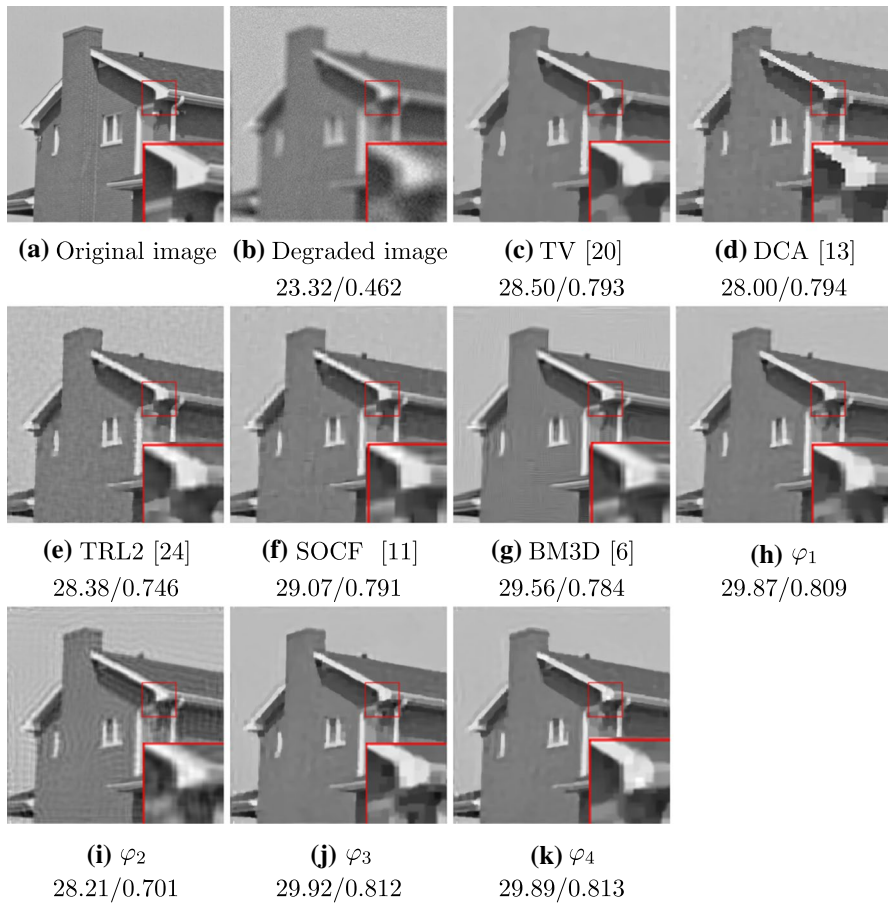 (a) Original image (b) Degraded image (c) TV [20] (d) DCA [13]
23.32/0.462 28.50/0.793 28.00/0.794
(e) TRL2 [24] (f) SOCF [11] (g) BM3D [6] (h) φ₁
28.38/0.746 29.07/0.791 29.56/0.784 29.87/0.809
(i) φ₂ (j) φ₃ (k) φ₄
28.21/0.701 29.92/0.812 29.89/0.813